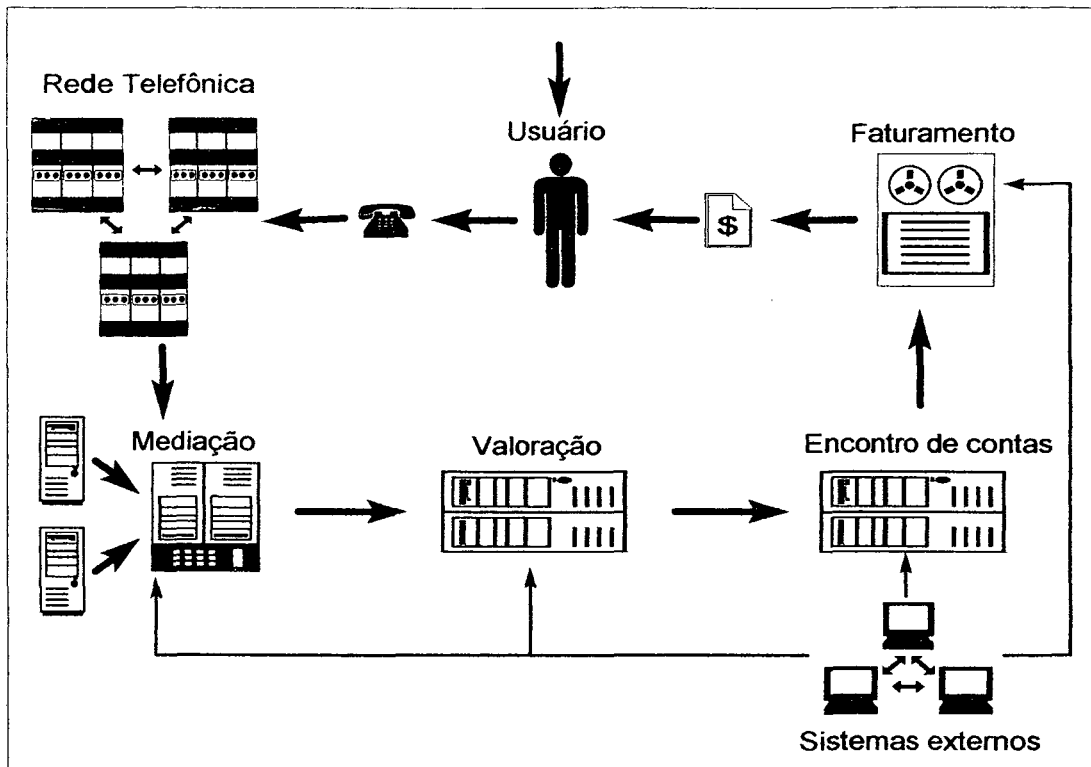 Rede Telefônica
Usuário
Faturamento
$
Mediação
Valoração
Encontro de contas
Sistemas externos